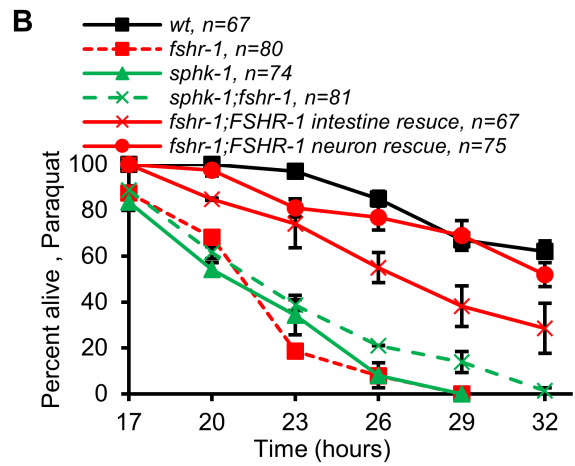 B
wt, n=67
fshr-1, n=80
sphk-1, n=74
sphk-1;fshr-1, n=81
fshr-1;FSHR-1 intestine resuce, n=67
fshr-1;FSHR-1 neuron rescue, n=75
Percent alive , Paraquat
100
80
60
40
20
0
17 20 23 26 29 32
Time (hours)